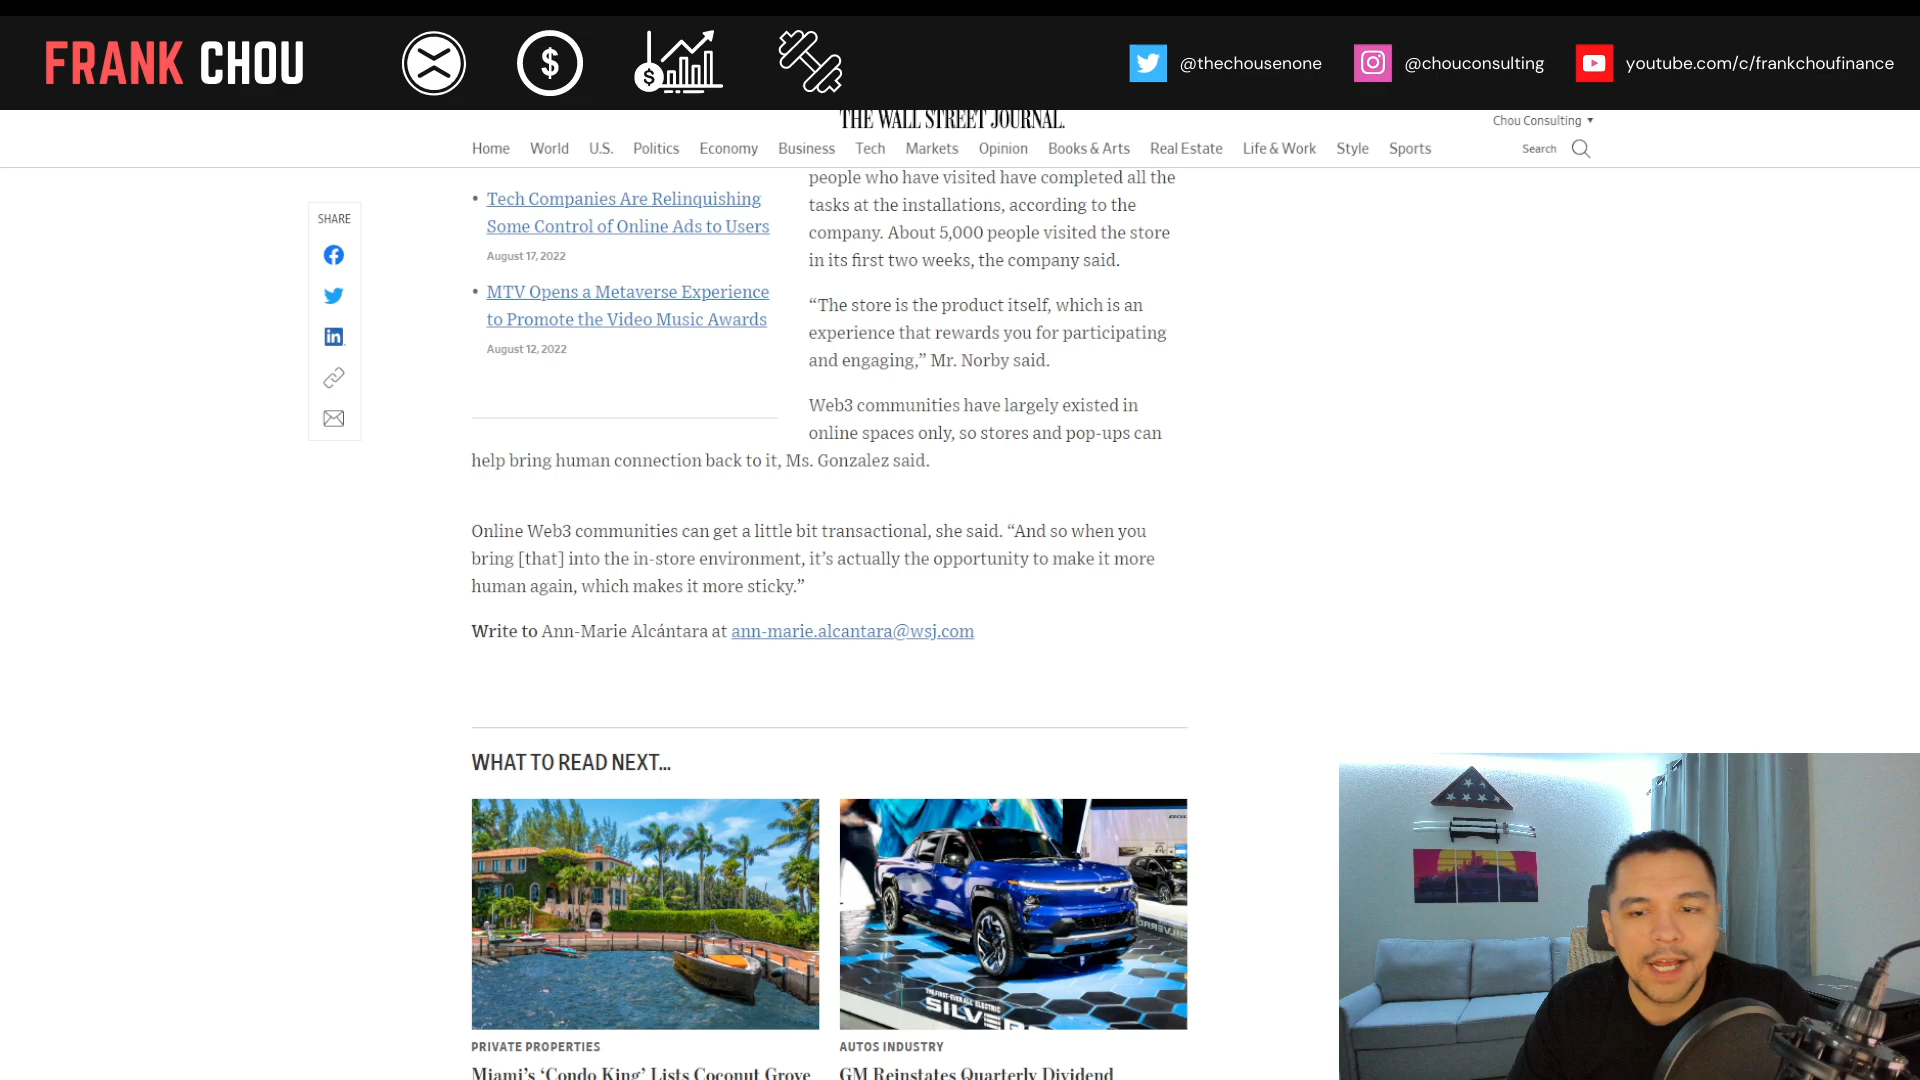 FRANK CHOU
@thechousenone
@chouconsulting
youtube.com/c/frankchoufinance
THE WALL STREET JOURNAL.
Chou Consulting
Home World U.S. Politics Economy Business Tech Markets Opinion Books & Arts Real Estate Life & Work Style Sports
Search
SHARE
• Tech Companies Are Relinquishing
Some Control of Online Ads to Users
August 17, 2022
• MTV Opens a Metaverse Experience
to Promote the Video Music Awards
August 12, 2022
people who have visited have completed all the
tasks at the installations, according to the
company. About 5,000 people visited the store
in its first two weeks, the company said.
“The store is the product itself, which is an
experience that rewards you for participating
and engaging,” Mr. Norby said.
Web3 communities have largely existed in
online spaces only, so stores and pop-ups can
help bring human connection back to it, Ms. Gonzalez said.
Online Web3 communities can get a little bit transactional, she said. “And so when you
bring [that] into the in-store environment, it’s actually the opportunity to make it more
human again, which makes it more sticky.”
Write to Ann-Marie Alcántara at ann-marie.alcantara@wsj.com
WHAT TO READ NEXT...
THE FIRST-EVER ALL ELECTRIC
PRIVATE PROPERTIES
Miami’s ‘Condo King’ Lists Coconut Grove
AUTOS INDUSTRY
GM Reinstates Quarterly Dividend